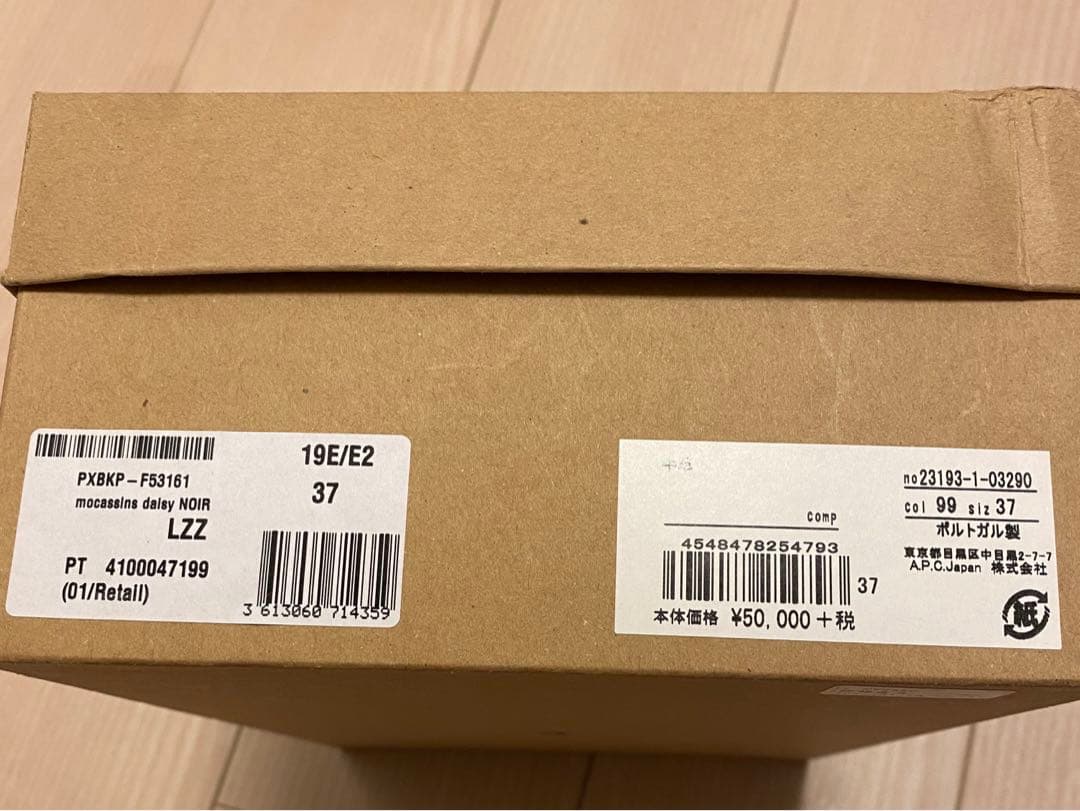 PXBKP-F53161
mocassins daisy NOIR
LZZ
PT 4100047199
(01/Retail)
19E/E2
37
3 613060 714359
comp
4548478254793
37
本体価格 ¥50,000+税
no23193-1-03290
col 99 siz 37
ポルトガル製
東京都目黒区中目黒2-7-7
A.P.C.Japan 株式会社
紙